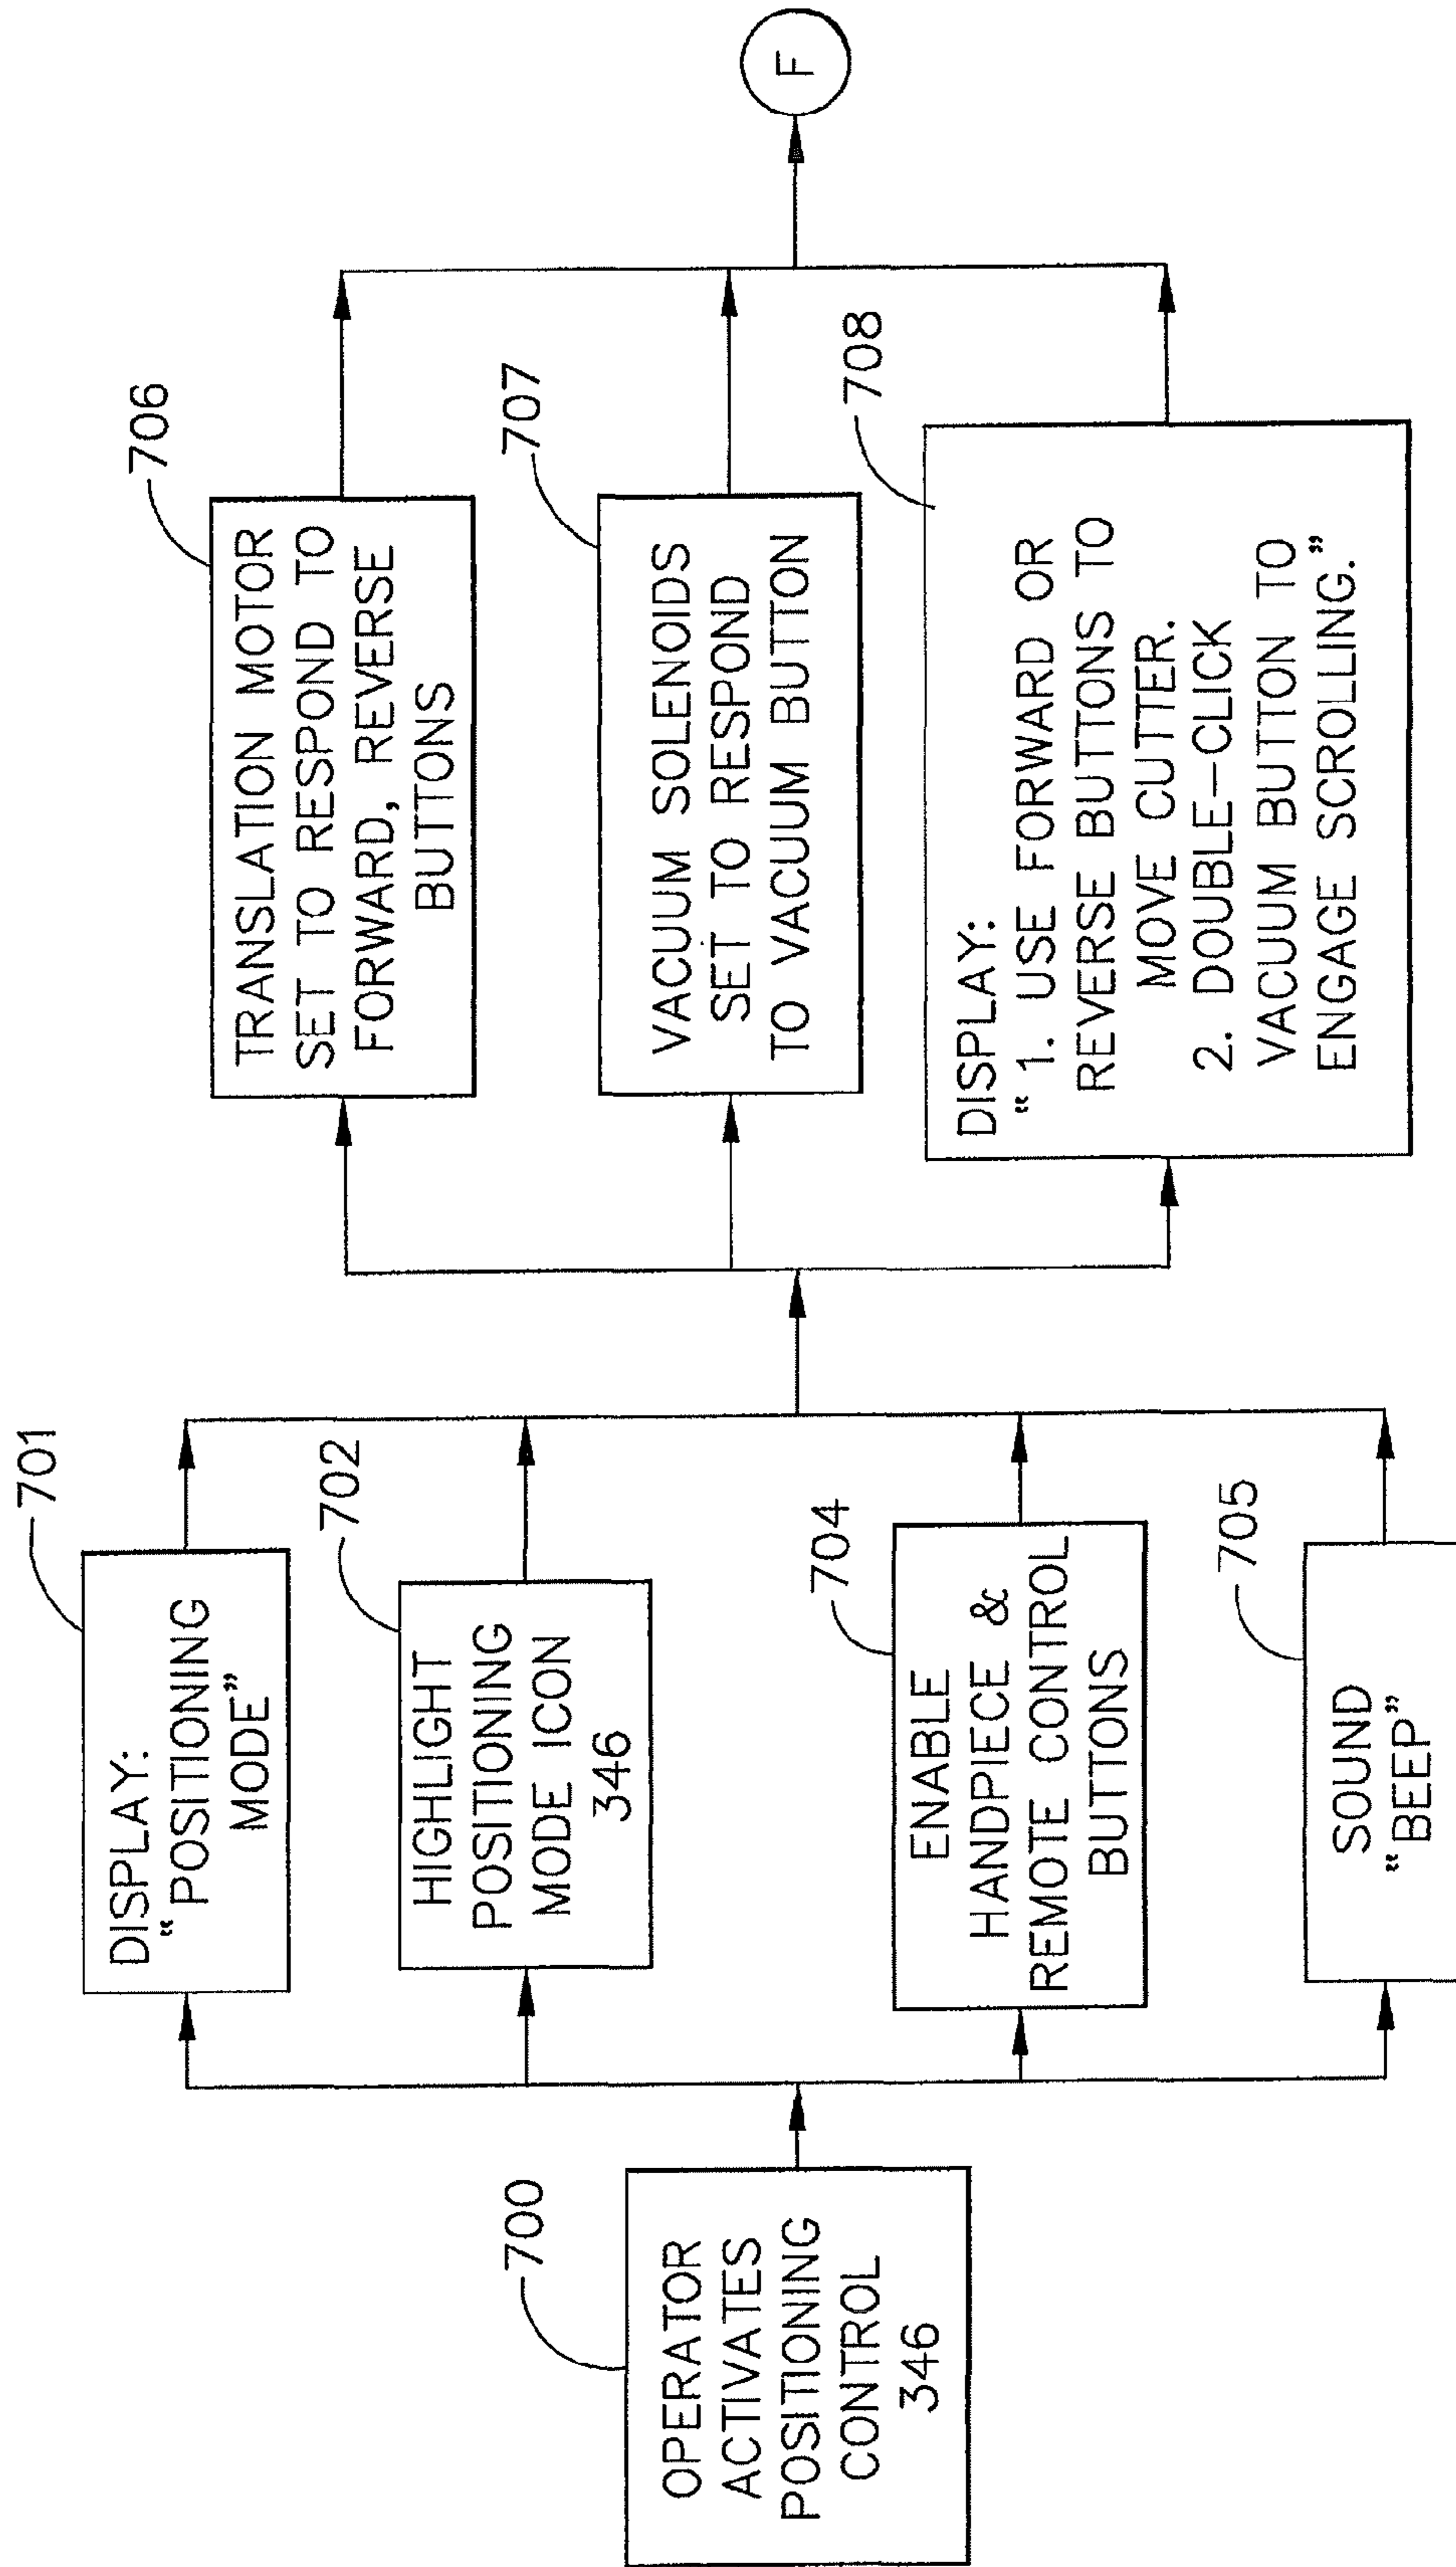 700
OPERATOR
ACTIVATES
POSITIONING
CONTROL
346
701
DISPLAY:
“POSITIONING
MODE”
702
HIGHLIGHT
POSITIONING
MODE ICON
346
704
ENABLE
HANDPIECE &
REMOTE CONTROL
BUTTONS
705
SOUND
“BEEP”
706
TRANSLATION MOTOR
SET TO RESPOND TO
FORWARD, REVERSE
BUTTONS
707
VACUUM SOLENOIDS
SET TO RESPOND
TO VACUUM BUTTON
708
DISPLAY:
“1. USE FORWARD OR
REVERSE BUTTONS TO
MOVE CUTTER.
2. DOUBLE–CLICK
VACUUM BUTTON TO
ENGAGE SCROLLING.”
F